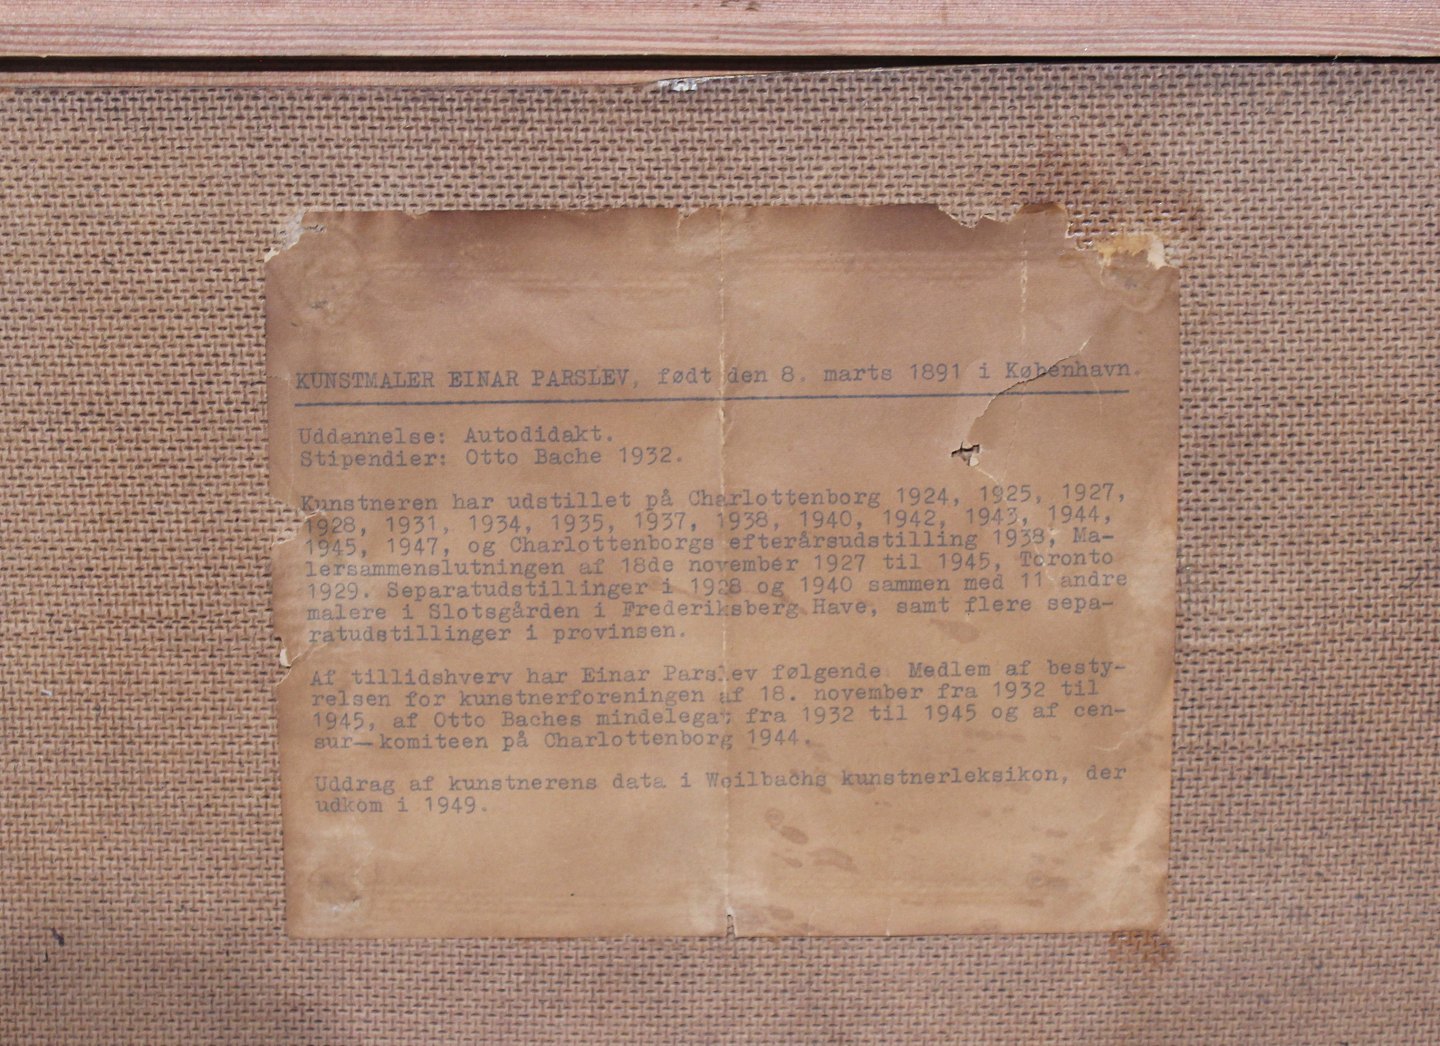 KUNSTMALER EINAR PARSLEV, født den 8. marts 1891 i København.
Uddannelse: Autodidakt.
Stipendier: Otto Bache 1932.
Kunstneren har udstillet på Charlottenborg 1924, 1925, 1927,
1928, 1931, 1934, 1935, 1937, 1938, 1940, 1942, 1943, 1944,
1945, 1947, og Charlottenborgs efterårsudstilling 1938, Ma-
lersammenslutningen af 18de november 1927 til 1945, Toronto
1929. Separatudstillinger i 1928 og 1940 sammen med 11 andre
malere i Slotsgården i Frederiksberg Have, samt flere sepa-
ratudstillinger i provinsen.
Af tillidshverv har Einar Parslev følgende Medlem af besty-
relsen for kunstnerforeningen af 18. november fra 1932 til
1945, af Otto Baches mindelegat fra 1932 til 1945 og af cen-
sur-komiteen på Charlottenborg 1944.
Uddrag af kunstnerens data i Weilbachs kunstnerleksikon, der
udkom i 1949.